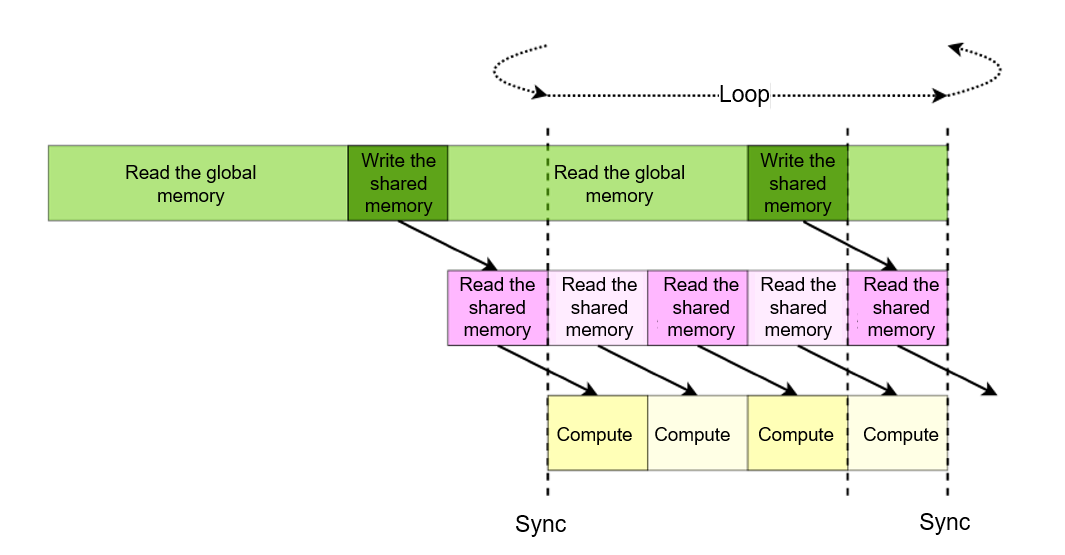 Loop
Read the global
memory
Write the
shared
memory
Read the global
memory
Write the
shared
memory
Read the
shared
memory
Read the
shared
memory
Read the
shared
memory
Read the
shared
memory
Read the
shared
memory
Compute
Compute
Compute
Compute
Sync
Sync